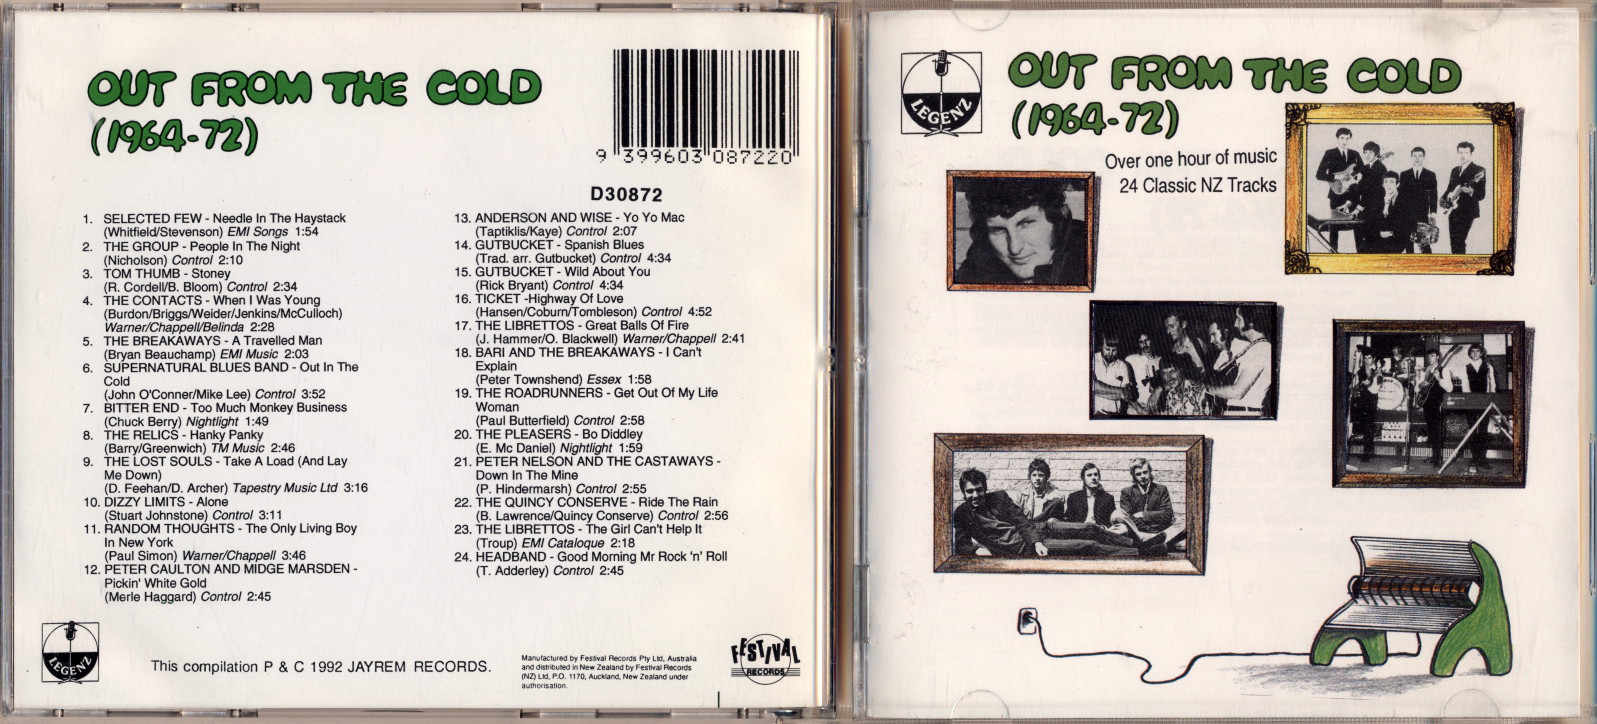 OUT FROM THE COLD
(1964-72)
9 399603 087220
D30872
1. SELECTED FEW - Needle In The Haystack
(Whitfield/Stevenson) EMI Songs 1:54
2. THE GROUP - People In The Night
(Nicholson) Control 2:10
3. TOM THUMB - Stoney
(R. Cordell/B. Bloom) Control 2:34
4. THE CONTACTS - When I Was Young
(Burdon/Briggs/Weider/Jenkins/McCulloch)
Warner/Chappell/Belinda 2:28
5. THE BREAKAWAYS - A Travelled Man
(Bryan Beauchamp) EMI Music 2:03
6. SUPERNATURAL BLUES BAND - Out In The
Cold
(John O'Conner/Mike Lee) Control 3:52
7. BITTER END - Too Much Monkey Business
(Chuck Berry) Nightlight 1:49
8. THE RELICS - Hanky Panky
(Barry/Greenwich) TM Music 2:46
9. THE LOST SOULS - Take A Load (And Lay
Me Down)
(D. Feehan/D. Archer) Tapestry Music Ltd 3:16
10. DIZZY LIMITS - Alone
(Stuart Johnstone) Control 3:11
11. RANDOM THOUGHTS - The Only Living Boy
In New York
(Paul Simon) Warner/Chappell 3:46
12. PETER CAULTON AND MIDGE MARSDEN -
Pickin' White Gold
(Merle Haggard) Control 2:45
13. ANDERSON AND WISE - Yo Yo Mac
(Taptiklis/Kaye) Control 2:07
14. GUTBUCKET - Spanish Blues
(Trad. arr. Gutbucket) Control 4:34
15. GUTBUCKET - Wild About You
(Rick Bryant) Control 4:34
16. TICKET -Highway Of Love
(Hansen/Coburn/Tombleson) Control 4:52
17. THE LIBRETTOS - Great Balls Of Fire
(J. Hammer/O. Blackwell) Warner/Chappell 2:41
18. BARI AND THE BREAKAWAYS - I Can't
Explain
(Peter Townshend) Essex 1:58
19. THE ROADRUNNERS - Get Out Of My Life
Woman
(Paul Butterfield) Control 2:58
20. THE PLEASERS - Bo Diddley
(E. Mc Daniel) Nightlight 1:59
21. PETER NELSON AND THE CASTAWAYS -
Down In The Mine
(P. Hindermarsh) Control 2:55
22. THE QUINCY CONSERVE - Ride The Rain
(B. Lawrence/Quincy Conserve) Control 2:56
23. THE LIBRETTOS - The Girl Can't Help It
(Troup) EMI Cataloque 2:18
24. HEADBAND - Good Morning Mr Rock 'n' Roll
(T. Adderley) Control 2:45
LEGENZ
This compilation P & C 1992 JAYREM RECORDS.
Manufactured by Festival Records Pty Ltd, Australia
and distributed in New Zealand by Festival Records
(NZ) Ltd, P.O. 1170, Auckland, New Zealand under
authorisation.
FESTIVAL
RECORDS
LEGENZ
OUT FROM THE COLD
(1964-72)
Over one hour of music
24 Classic NZ Tracks